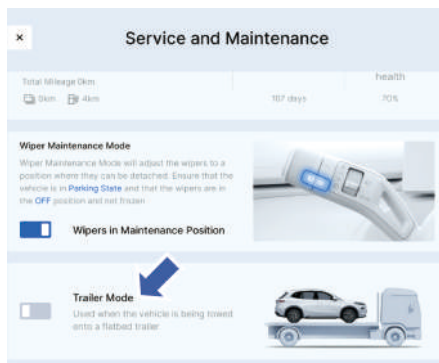 × Service and Maintenance
Total Mileage 0km
health
0km 4km
107 days
70%
Wiper Maintenance Mode
Wiper Maintenance Mode will adjust the wipers to a
position where they can be detached. Ensure that the
vehicle is in Parking State and that the wipers are in
the OFF position and not frozen
Wipers in Maintenance Position
Trailer Mode
Used when the vehicle is being towed
onto a flatbed trailer